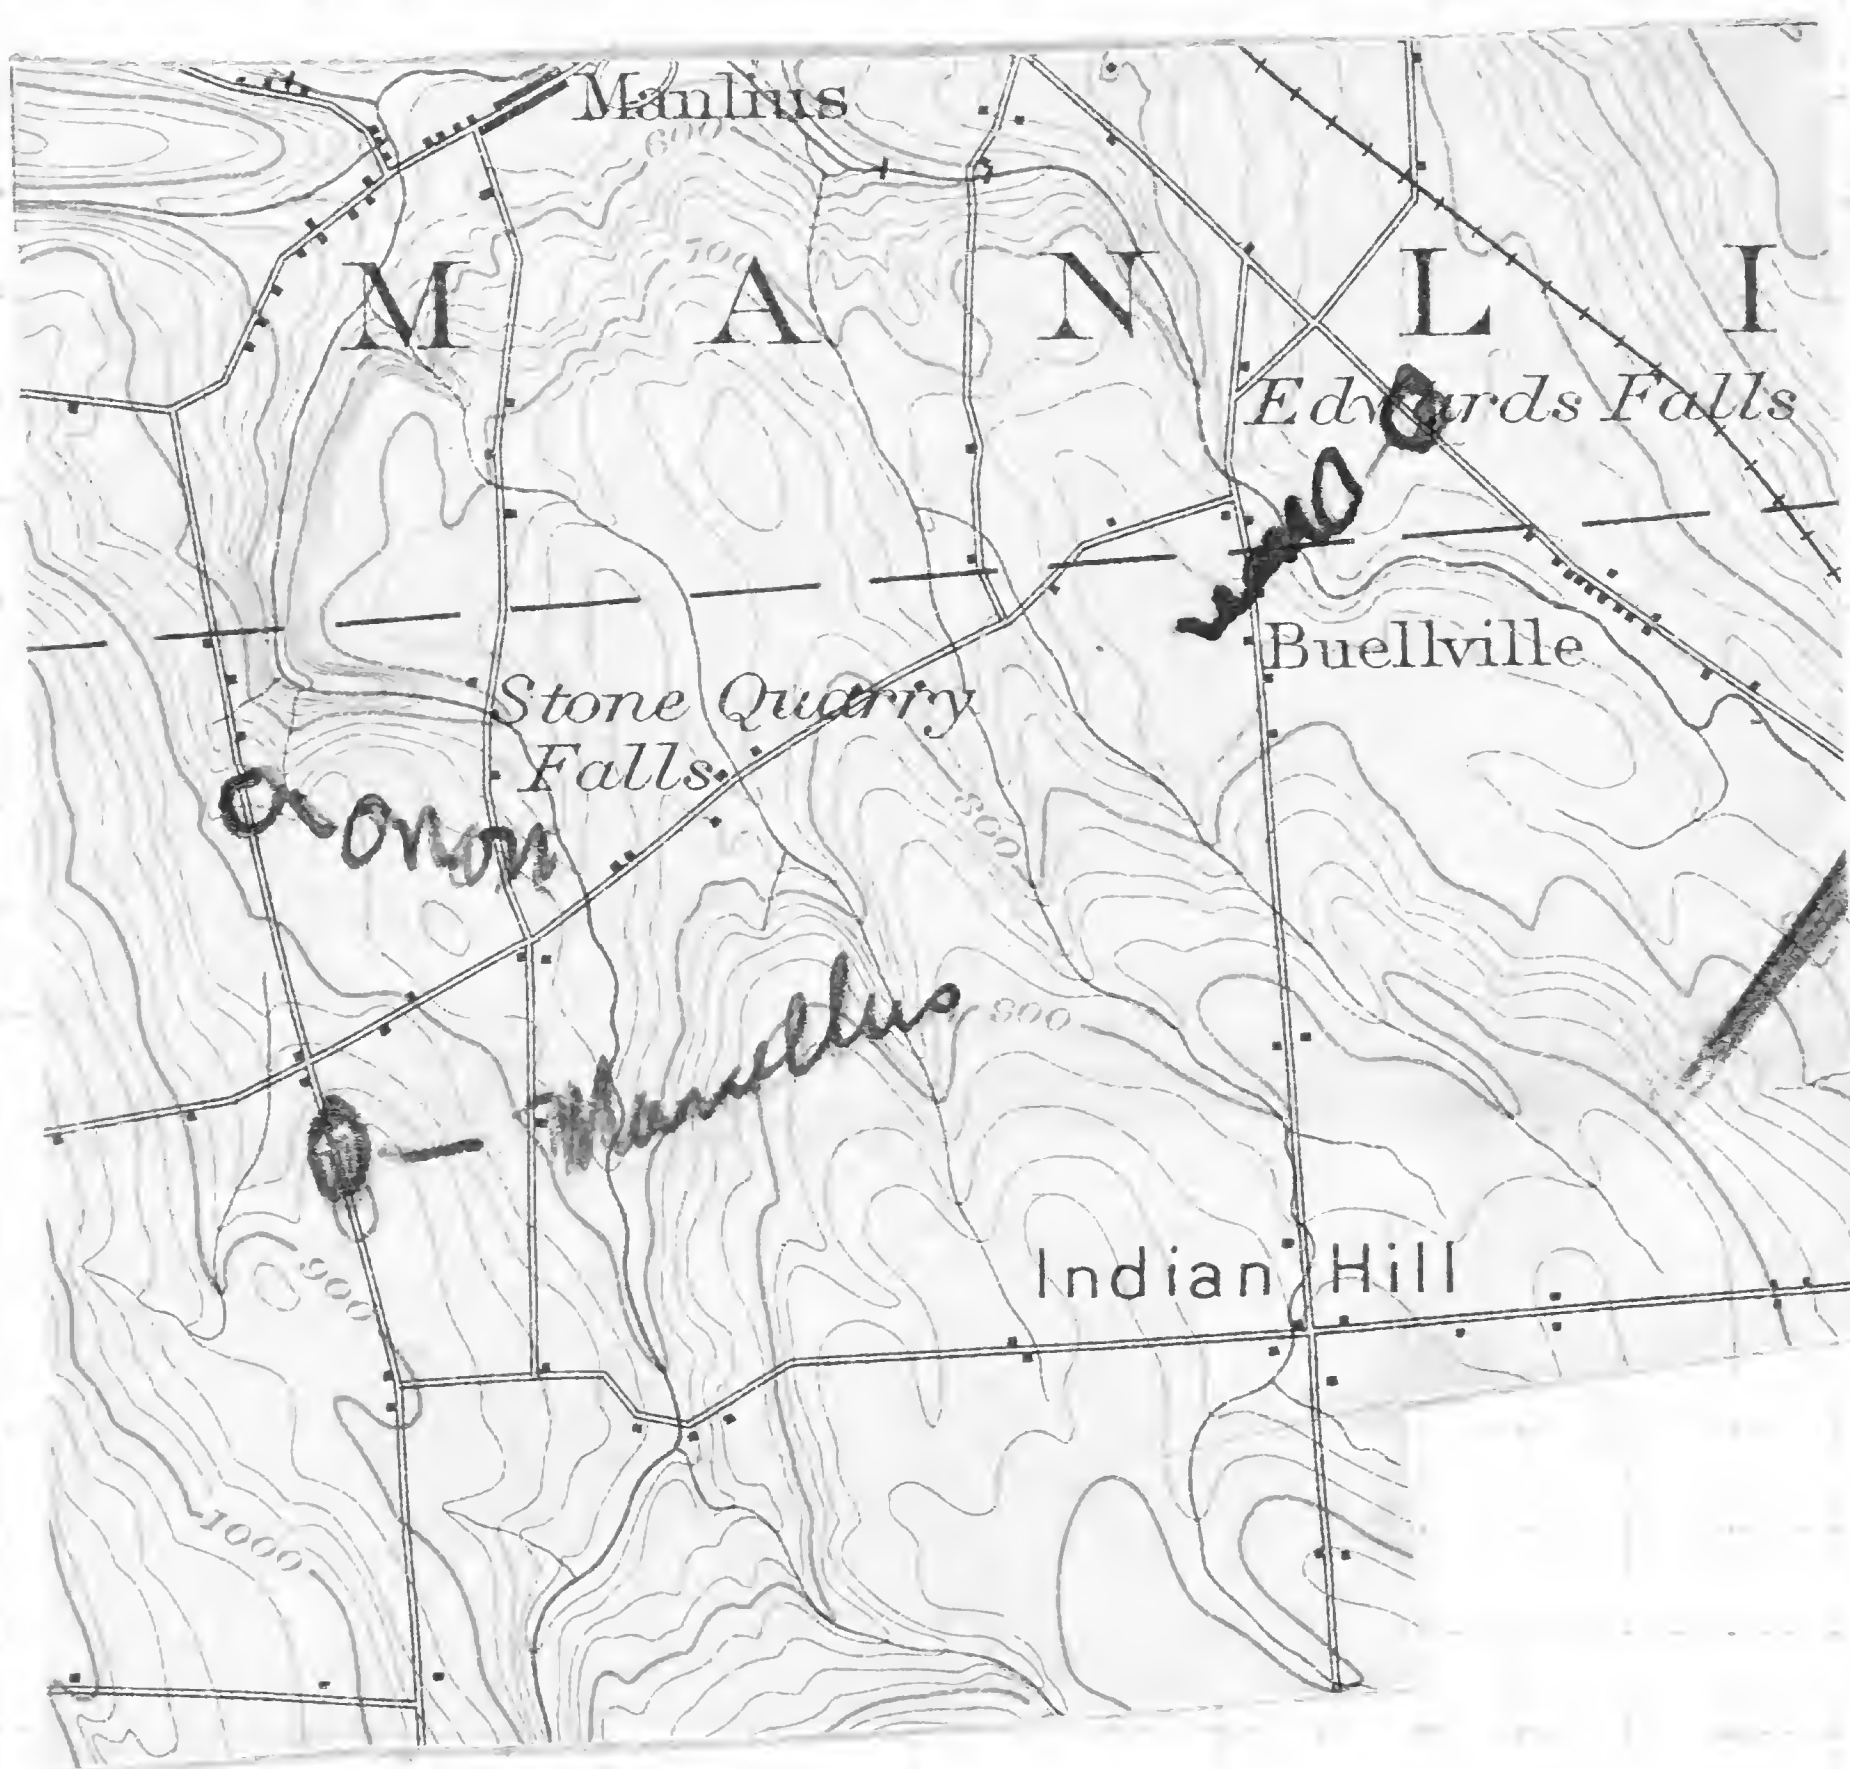 Manlius
600
700
M A N L I
Edwards Falls
Buellville
Stone Quarry
Falls
onon
800
Marcellus
800
Indian Hill
900
1000